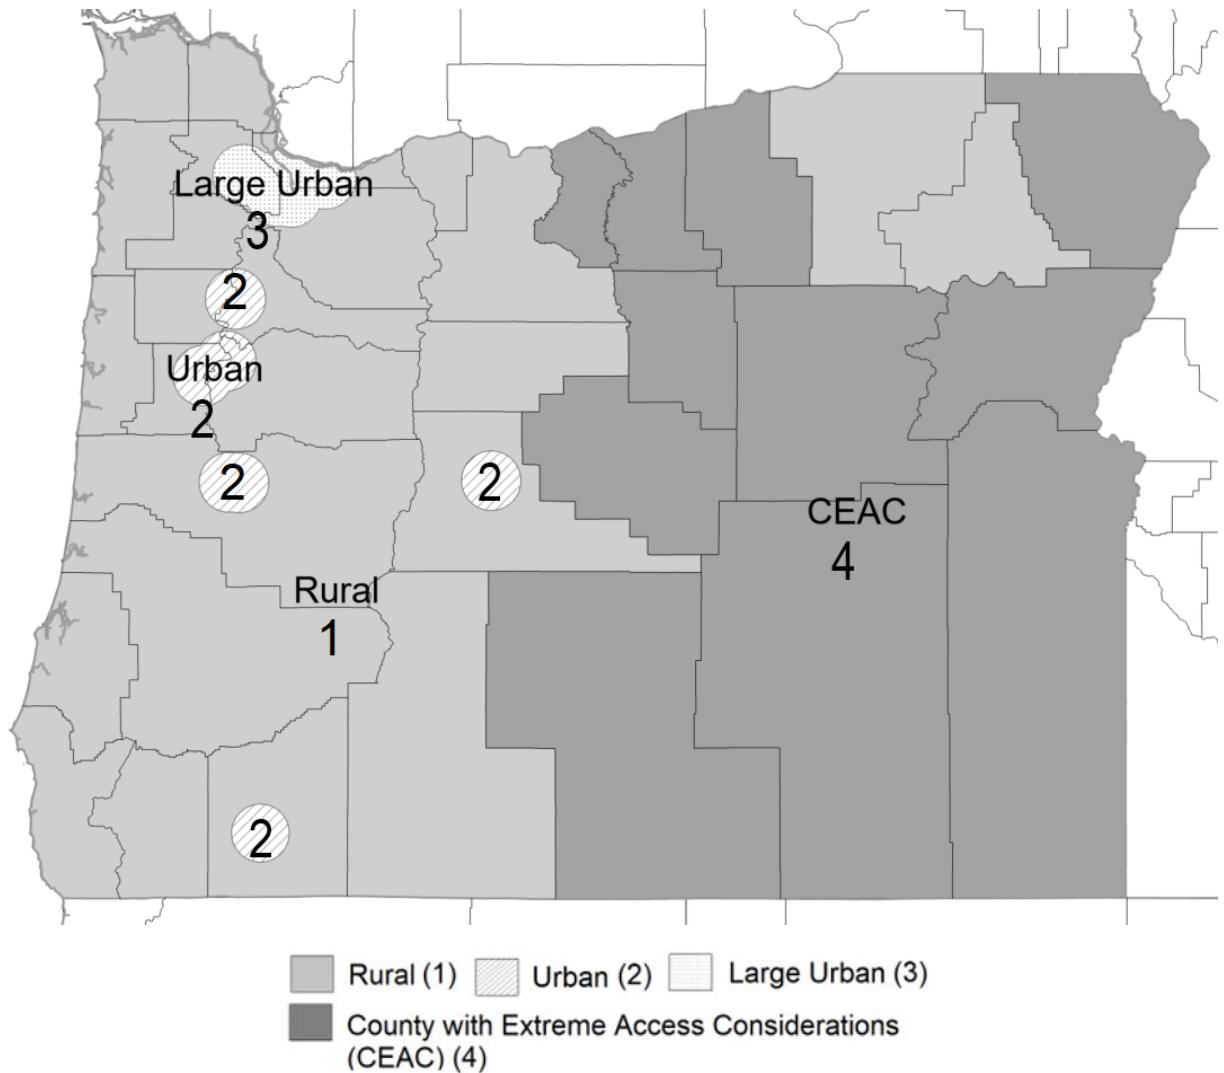 Large Urban
3
2
Urban
2
2
2
CEAC
4
Rural
1
2
Rural (1)
Urban (2)
Large Urban (3)
County with Extreme Access Considerations
(CEAC) (4)